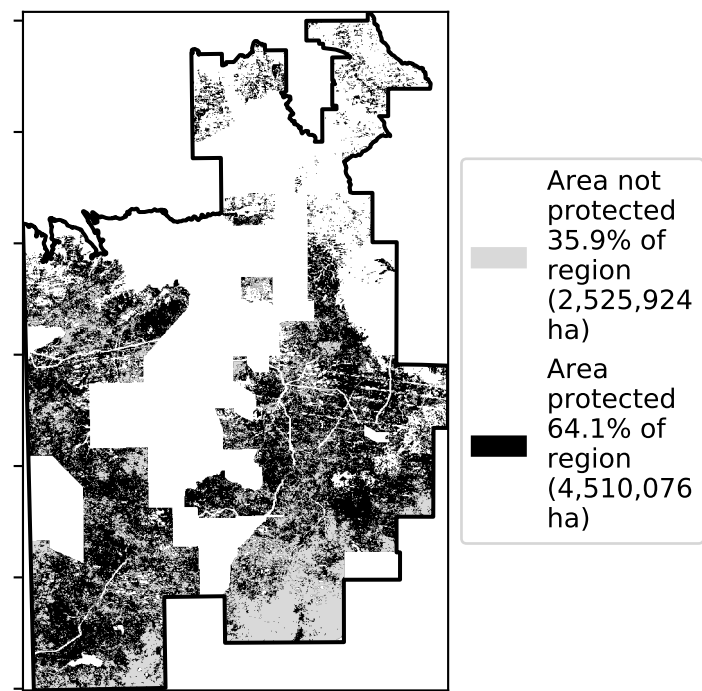 Area not
protected
35.9% of
region
(2,525,924
ha)
Area
protected
64.1% of
region
(4,510,076
ha)